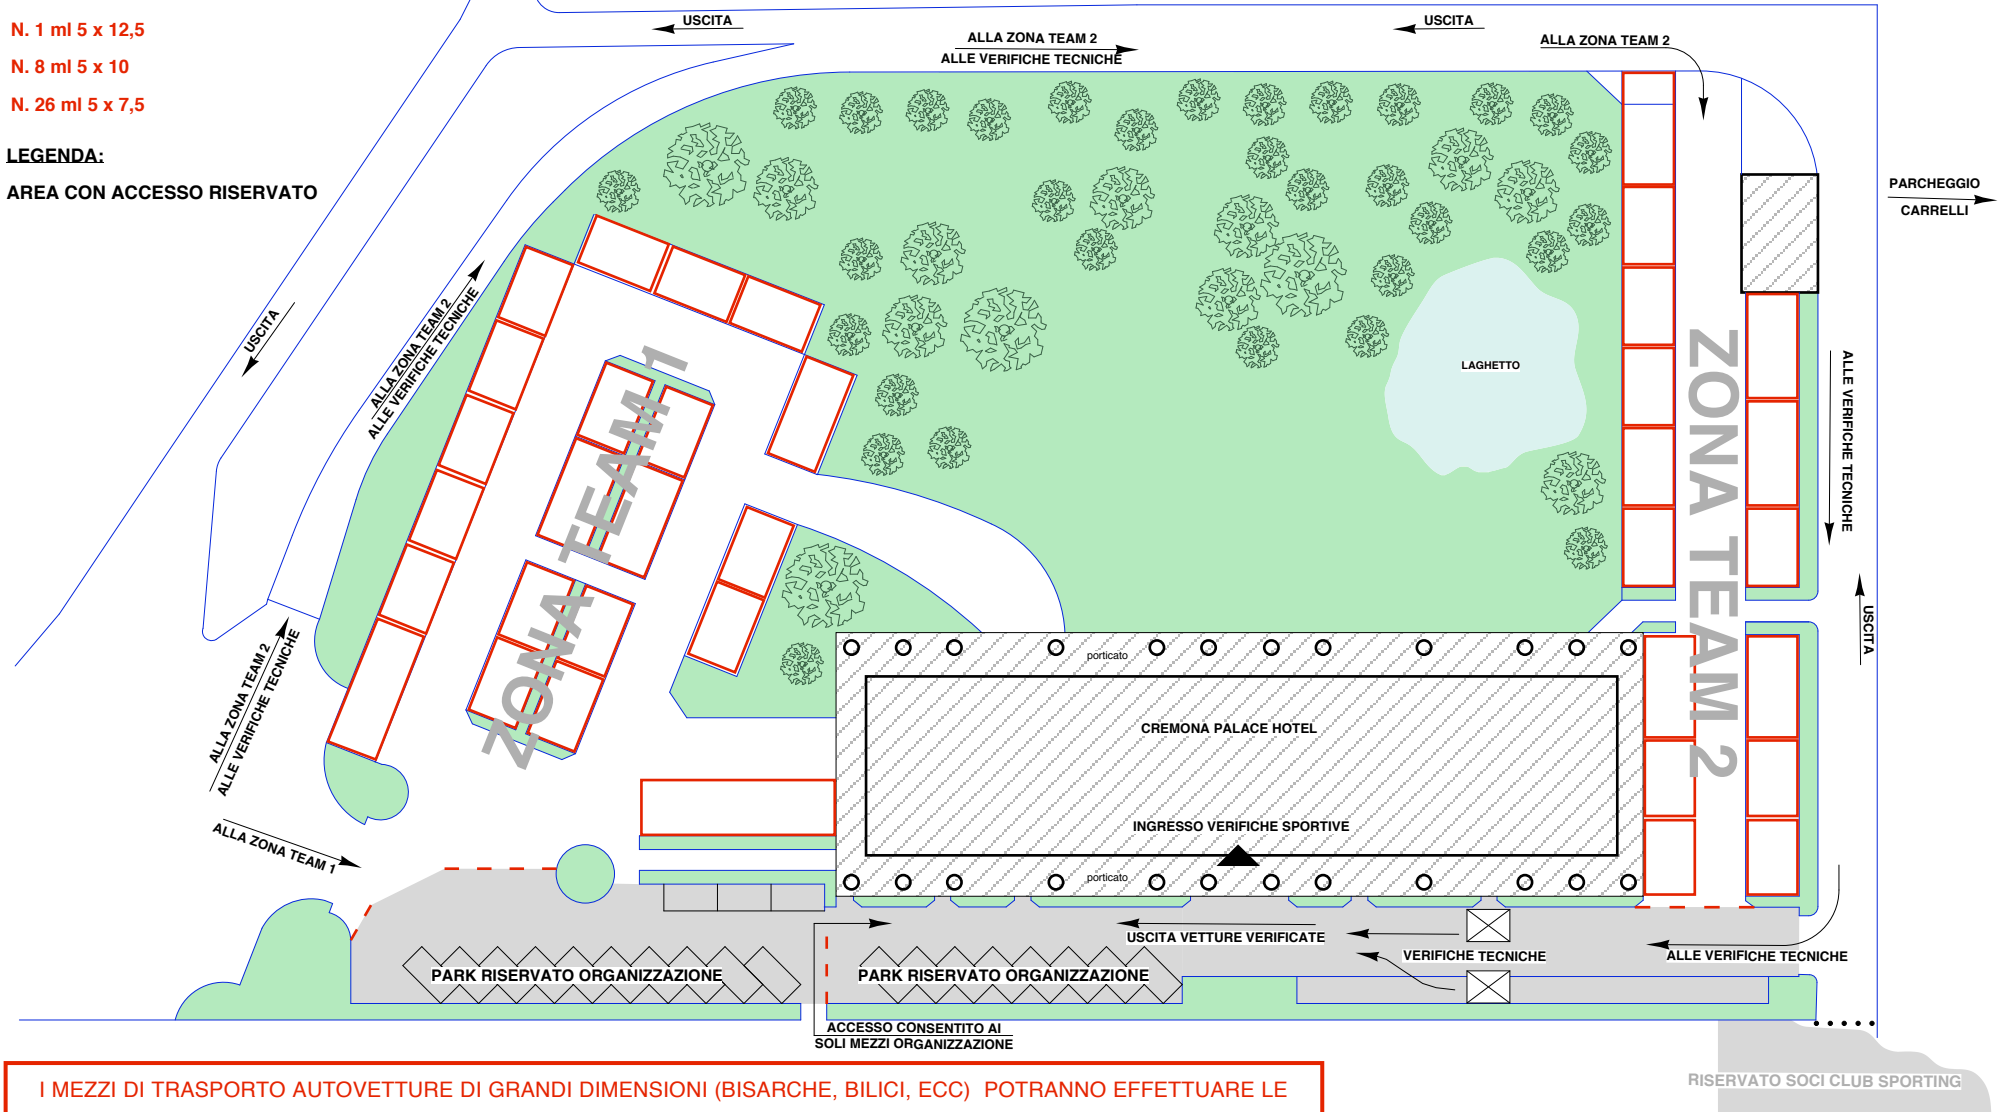 N. 1 ml 5 x 12,5
N. 8 ml 5 x 10
N. 26 ml 5 x 7,5
LEGENDA:
AREA CON ACCESSO RISERVATO
USCITA
ALLA ZONA TEAM 2
ALLE VERIFICHE TECNICHE
USCITA
ALLA ZONA TEAM 2
PARCHEGGIO
CARRELLI
USCITA
ALLA ZONA TEAM 2
ALLE VERIFICHE TECNICHE
ZONA TEAM 1
LAGHETTO
ZONA TEAM 2
ALLE VERIFICHE TECNICHE
USCITA
ALLA ZONA TEAM 2
ALLE VERIFICHE TECNICHE
ALLA ZONA TEAM 1
porticato
CREMONA PALACE HOTEL
INGRESSO VERIFICHE SPORTIVE
porticato
USCITA VETTURE VERIFICATE
VERIFICHE TECNICHE
ALLE VERIFICHE TECNICHE
PARK RISERVATO ORGANIZZAZIONE
PARK RISERVATO ORGANIZZAZIONE
ACCESSO CONSENTITO AI
SOLI MEZZI ORGANIZZAZIONE
I MEZZI DI TRASPORTO AUTOVETTURE DI GRANDI DIMENSIONI (BISARCHE, BILICI, ECC) POTRANNO EFFETTUARE LE
RISERVATO SOCI CLUB SPORTING